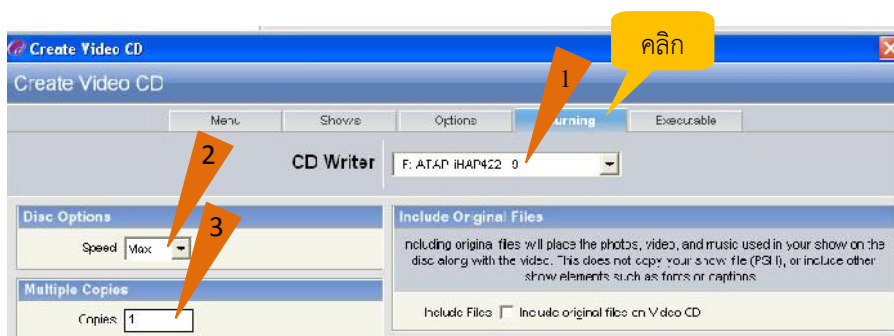 Create Video CD
คลิก
Create Video CD
1
Menu Shows Options Burning Executable
2
CD Writer F: ATAP iHAP422 9
Disc Options
3
Include Original Files
Speed Max
Including original files will place the photos, video, and music used in your show on the
disc along with the video. This does not copy your show file (PSH), or include other
show elements such as fonts or captions
Multiple Copies
Copies 1
Include Files Include original files on Video CD